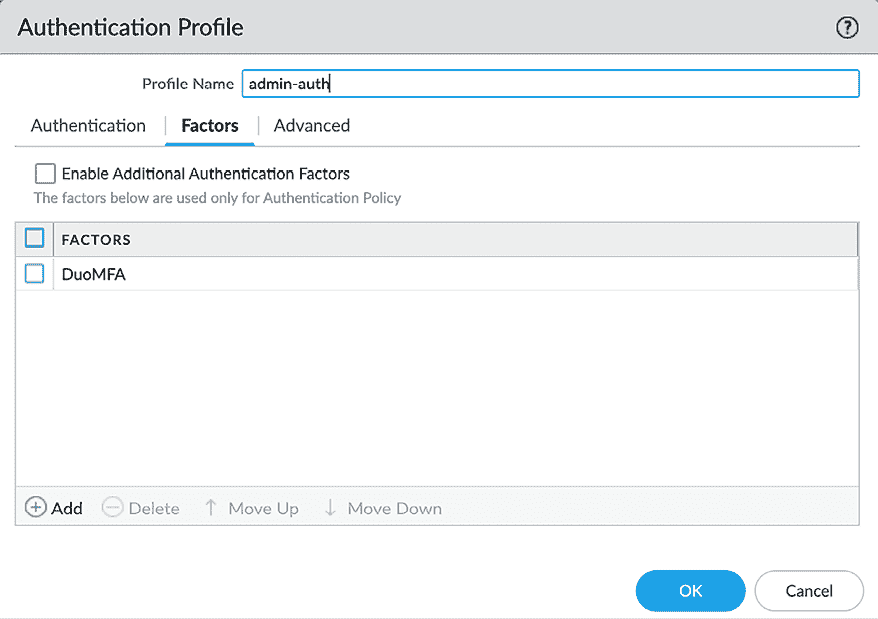 Authentication Profile
?
Profile Name admin-auth
Authentication Factors Advanced
Enable Additional Authentication Factors
The factors below are used only for Authentication Policy
FACTORS
DuoMFA
Add Delete Move Up Move Down
OK Cancel